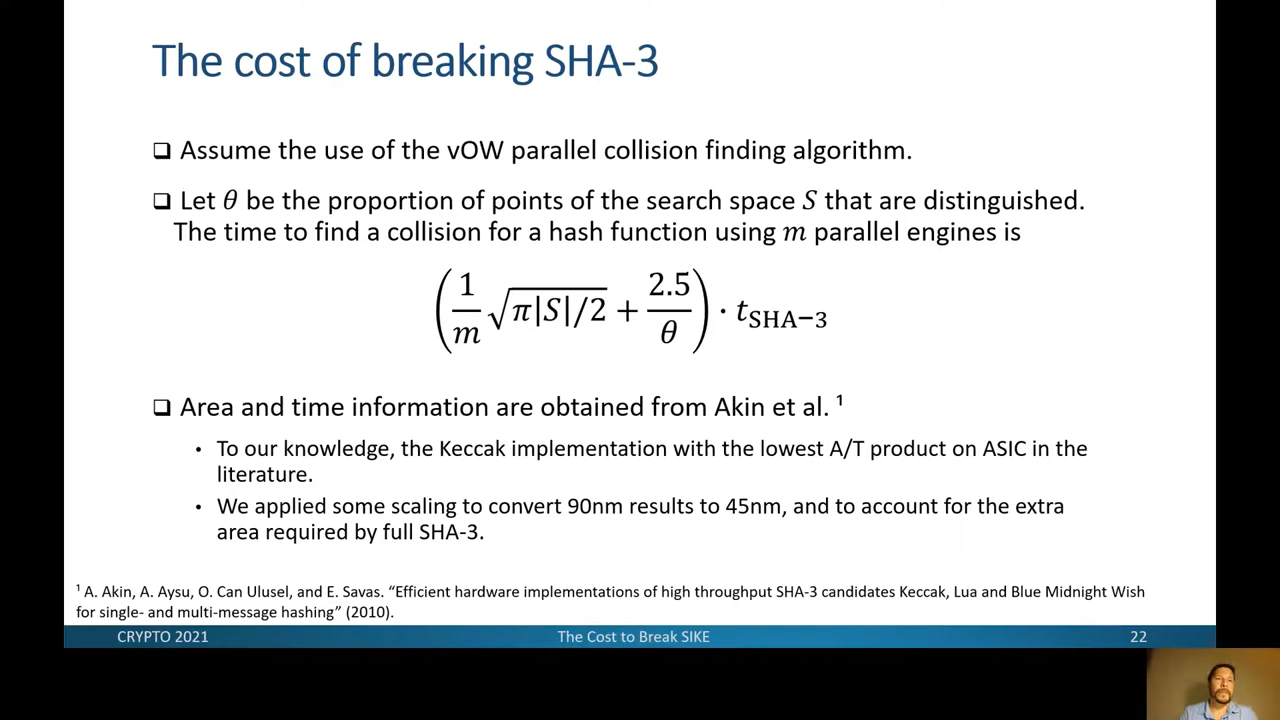 The cost of breaking SHA-3
❑ Assume the use of the vOW parallel collision finding algorithm.
❑ Let θ be the proportion of points of the search space S that are distinguished.
The time to find a collision for a hash function using m parallel engines is
(1/m √(π|S|/2) + 2.5/θ) · t_SHA−3
❑ Area and time information are obtained from Akin et al. ¹
• To our knowledge, the Keccak implementation with the lowest A/T product on ASIC in the
literature.
• We applied some scaling to convert 90nm results to 45nm, and to account for the extra
area required by full SHA-3.
¹ A. Akin, A. Aysu, O. Can Ulusel, and E. Savas. “Efficient hardware implementations of high throughput SHA-3 candidates Keccak, Lua and Blue Midnight Wish
for single- and multi-message hashing” (2010).
CRYPTO 2021
The Cost to Break SIKE
22